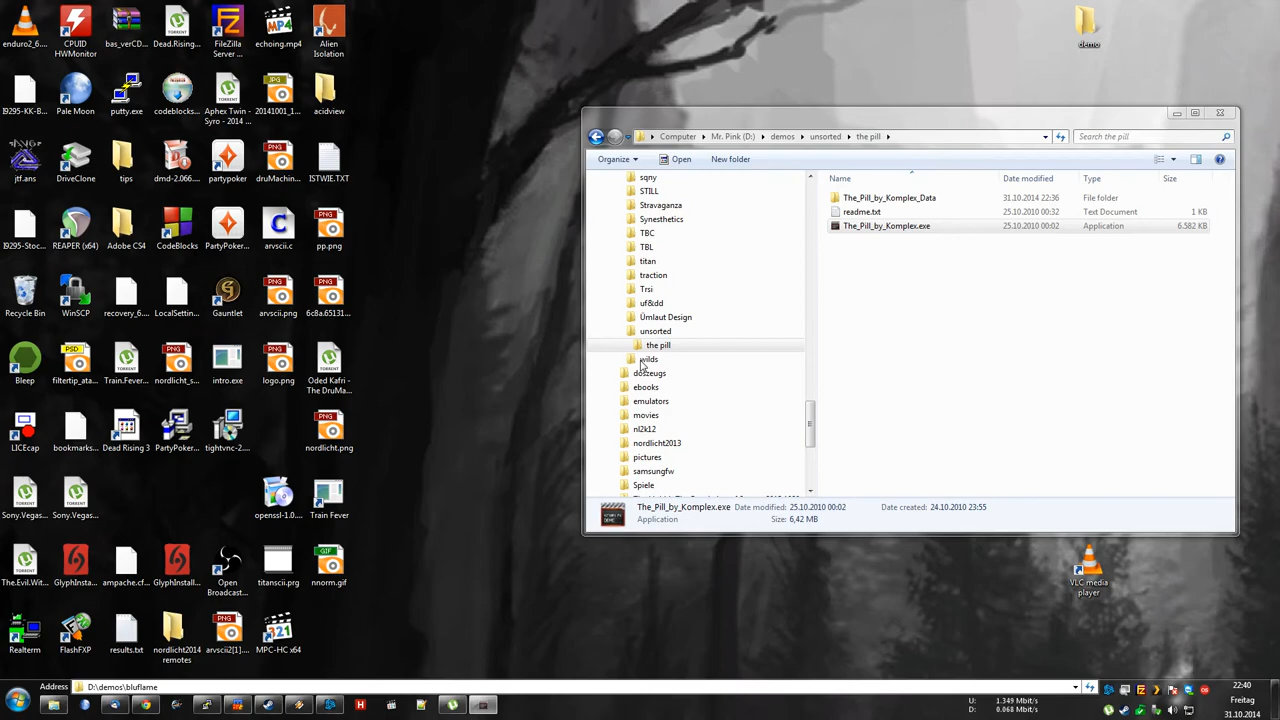 enduro2_6....
CPUID HWMonitor
bas_verCD...
Dead.Rising...
FileZilla Server ...
echoing.mp4
Alien Isolation
demo
I9295-KK-B...
Pale Moon
putty.exe
codeblocks...
Aphex Twin - Syro - 2014 ...
20141001_1...
acidview
jtf.ans
DriveClone
tips
dmd-2.066....
partypoker
druMachin...
ISTWIE.TXT
I9295-Stoc...
REAPER (x64)
Adobe CS4
CodeBlocks
PartyPoker...
arvscii.c
pp.png
Recycle Bin
WinSCP
recovery_6....
LocalSettin...
Gauntlet
arvscii.png
6c8a.65131...
Bleep
filtertip_ata...
Train.Fever...
nordlicht_s...
intro.exe
logo.png
Oded Kafri - The DruMa...
LICEcap
bookmarks...
Dead Rising 3
PartyPoker...
tightvnc-2....
nordlicht.png
Sony.Vegas...
Sony.Vegas...
openssl-1.0...
Train Fever
The.Evil.Wit...
GlyphInstal...
ampache.cf...
GlyphInstall...
Open Broadcast...
titanscii.prg
nnorm.gif
Realterm
FlashFXP
results.txt
nordlicht2014 remotes
arvscii2[1]....
MPC-HC x64
VLC media player
Computer
Mr. Pink (D:)
demos
unsorted
the pill
Search the pill
Organize
Open
New folder
Name
Date modified
Type
Size
sqny
STILL
Stravaganza
Synesthetics
TBC
TBL
titan
traction
Trsi
uf&dd
Ümlaut Design
unsorted
the pill
wilds
doszeugs
ebooks
emulators
movies
nl2k12
nordlicht2013
pictures
samsungfw
Spiele
The_Pill_by_Komplex_Data 31.10.2014 22:36 File folder
readme.txt 25.10.2010 00:32 Text Document 1 KB
The_Pill_by_Komplex.exe 25.10.2010 00:02 Application 6.582 KB
The_Pill_by_Komplex.exe Date modified: 25.10.2010 00:02 Date created: 24.10.2010 23:55
Application Size: 6,42 MB
Address D:\demos\bluflame
U: 1.349 Mbit/s
D: 0.068 Mbit/s
22:40
Freitag
31.10.2014